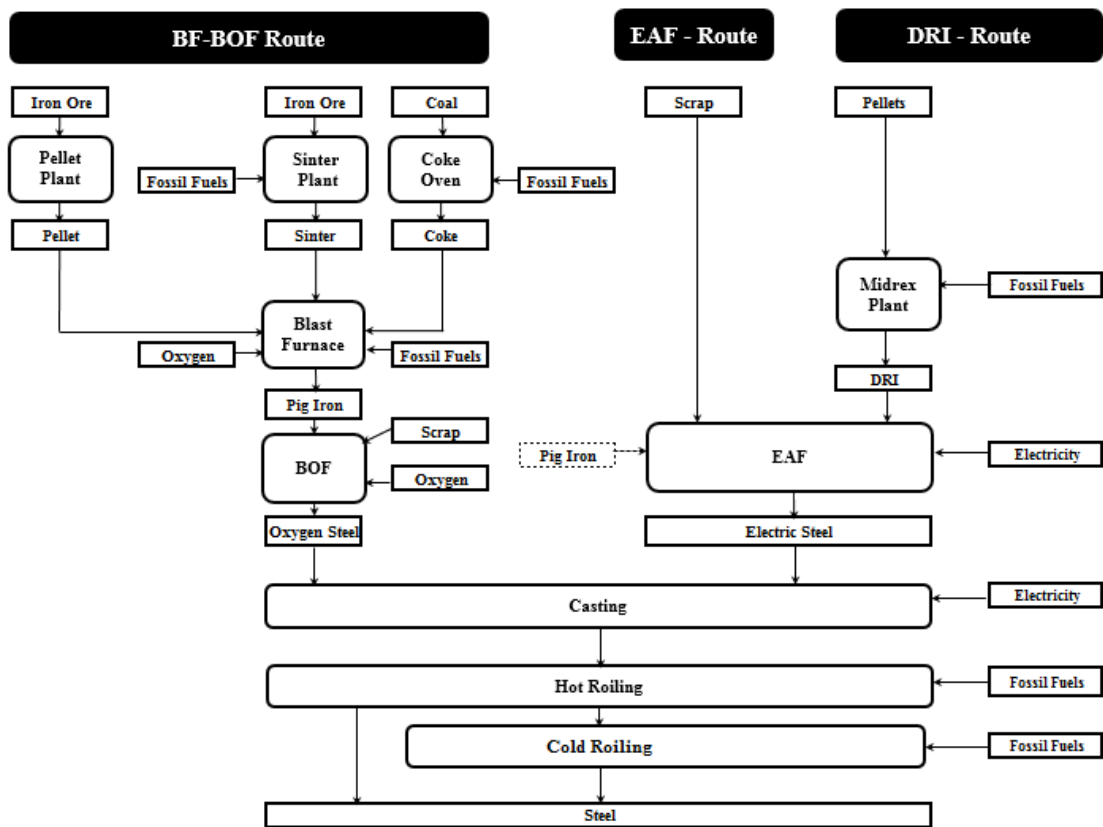 BF-BOF Route
EAF - Route
DRI - Route
Iron Ore
Iron Ore
Coal
Scrap
Pellets
Pellet
Plant
Sinter
Plant
Coke
Oven
Fossil Fuels
Fossil Fuels
Pellet
Sinter
Coke
Midrex
Plant
Fossil Fuels
Blast
Furnace
Oxygen
Fossil Fuels
DRI
Pig Iron
Scrap
BOF
Oxygen
Pig Iron
EAF
Electricity
Oxygen Steel
Electric Steel
Casting
Electricity
Hot Roiling
Fossil Fuels
Cold Roiling
Fossil Fuels
Steel